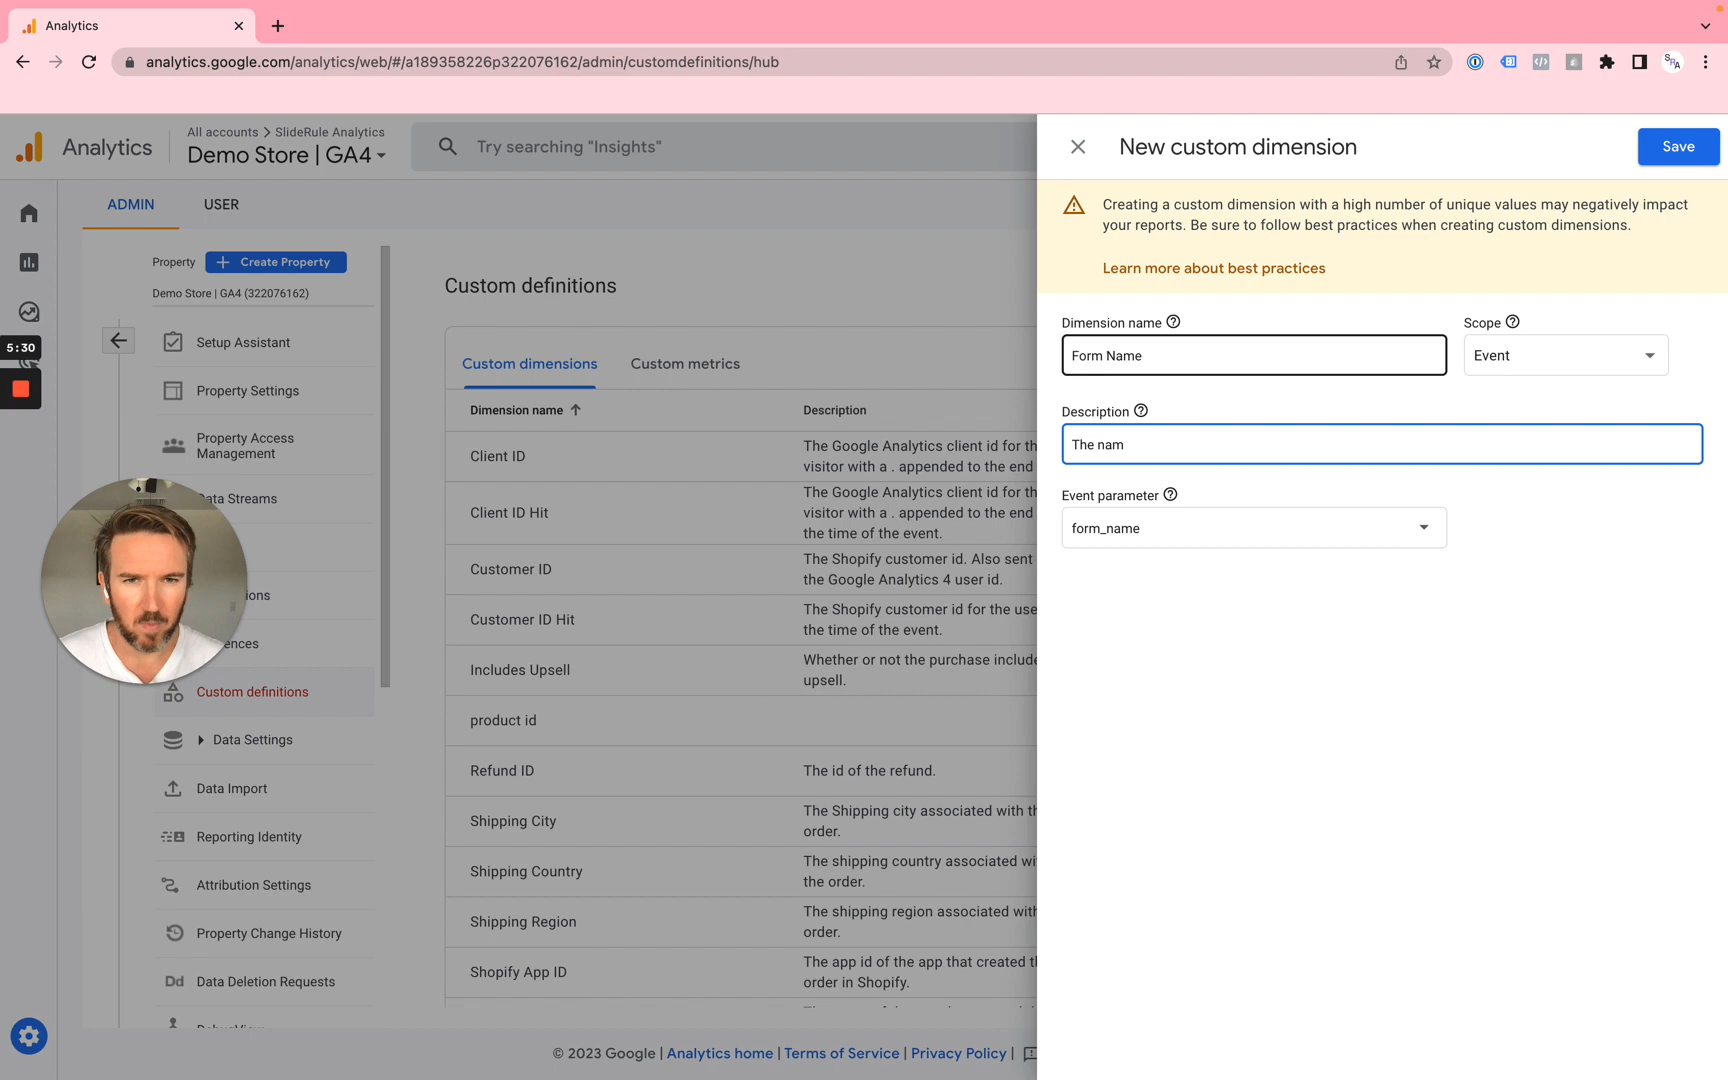 Analytics
analytics.google.com/analytics/web/#/a189358226p322076162/admin/customdefinitions/hub
SRA
Analytics
All accounts > SlideRule Analytics
Demo Store | GA4
Try searching "Insights"
New custom dimension
Save
Creating a custom dimension with a high number of unique values may negatively impact
your reports. Be sure to follow best practices when creating custom dimensions.
Learn more about best practices
Dimension name
Form Name
Scope
Event
Description
The nam
Event parameter
form_name
ADMIN
USER
Property
Create Property
Demo Store | GA4 (322076162)
5:30
Setup Assistant
Property Settings
Property Access
Management
ata Streams
ions
ences
Custom definitions
Data Settings
Data Import
Reporting Identity
Attribution Settings
Property Change History
Dd Data Deletion Requests
Custom definitions
Custom dimensions
Custom metrics
Dimension name
Description
Client ID
The Google Analytics client id for th
visitor with a . appended to the end
Client ID Hit
The Google Analytics client id for th
visitor with a . appended to the end
the time of the event.
Customer ID
The Shopify customer id. Also sent
the Google Analytics 4 user id.
Customer ID Hit
The Shopify customer id for the use
the time of the event.
Includes Upsell
Whether or not the purchase include
upsell.
product id
Refund ID
The id of the refund.
Shipping City
The Shipping city associated with th
order.
Shipping Country
The shipping country associated wi
the order.
Shipping Region
The shipping region associated with
order.
Shopify App ID
The app id of the app that created t
order in Shopify.
© 2023 Google | Analytics home | Terms of Service | Privacy Policy |